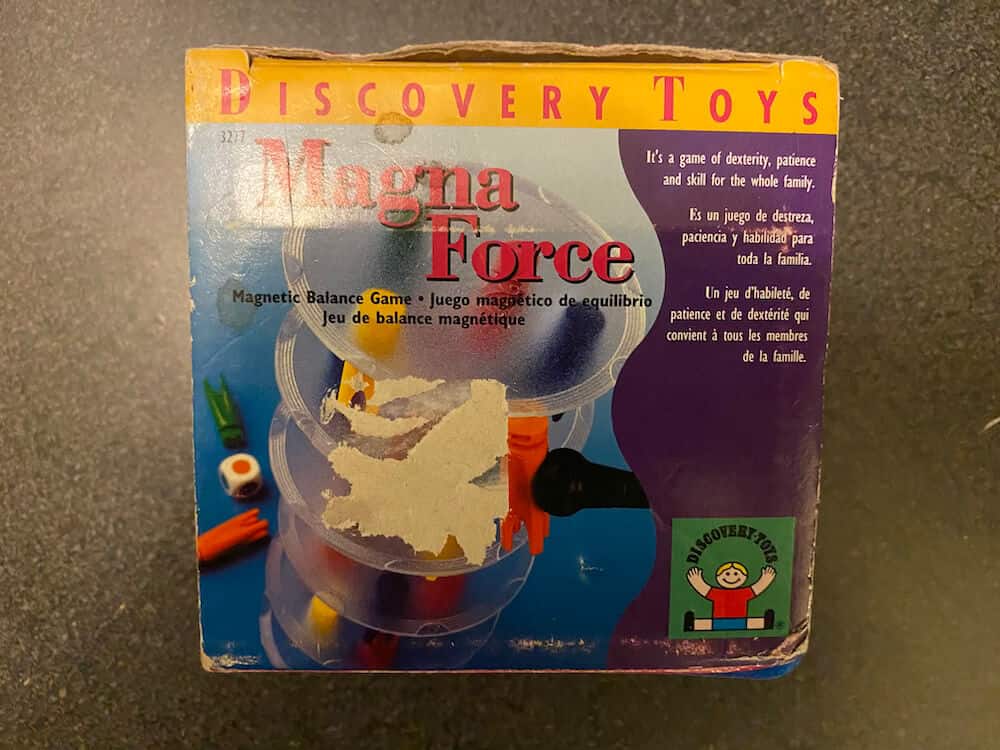 DISCOVERY TOYS
3277
Magna
Force
Magnetic Balance Game • Juego magnético de equilibrio
Jeu de balance magnétique
It's a game of dexterity, patience
and skill for the whole family.
Es un juego de destreza,
paciencia y habilidad para
toda la familia.
Un jeu d'habileté, de
patience et de dextérité qui
convient à tous les membres
de la famille.
DISCOVERY TOYS
®